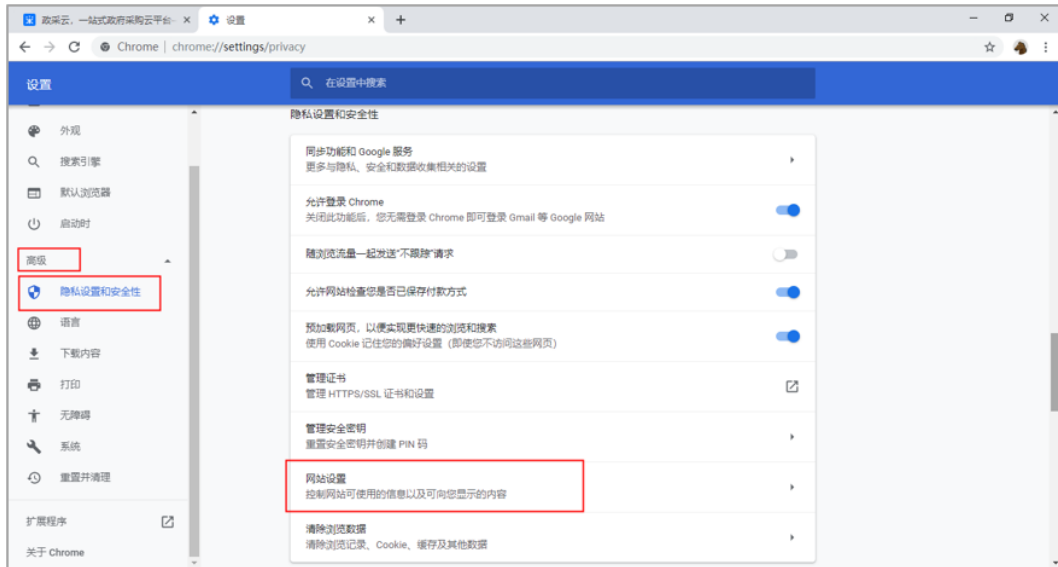 政采云，一站式政府采购云平台-
设置
Chrome | chrome://settings/privacy
设置
在设置中搜索
外观
搜索引擎
默认浏览器
启动时
高级
隐私设置和安全性
语言
下载内容
打印
无障碍
系统
重置并清理
扩展程序
关于 Chrome
隐私设置和安全性
同步功能和 Google 服务
更多与隐私、安全和数据收集相关的设置
允许登录 Chrome
关闭此功能后，您无需登录 Chrome 即可登录 Gmail 等 Google 网站
随浏览流量一起发送“不跟踪”请求
允许网站检查您是否已保存付款方式
预加载网页，以便实现更快速的浏览和搜索
使用 Cookie 记住您的偏好设置（即使您不访问这些网页）
管理证书
管理 HTTPS/SSL 证书和设置
管理安全密钥
重置安全密钥并创建 PIN 码
网站设置
控制网站可使用的信息以及可向您显示的内容
清除浏览数据
清除浏览记录、Cookie、缓存及其他数据